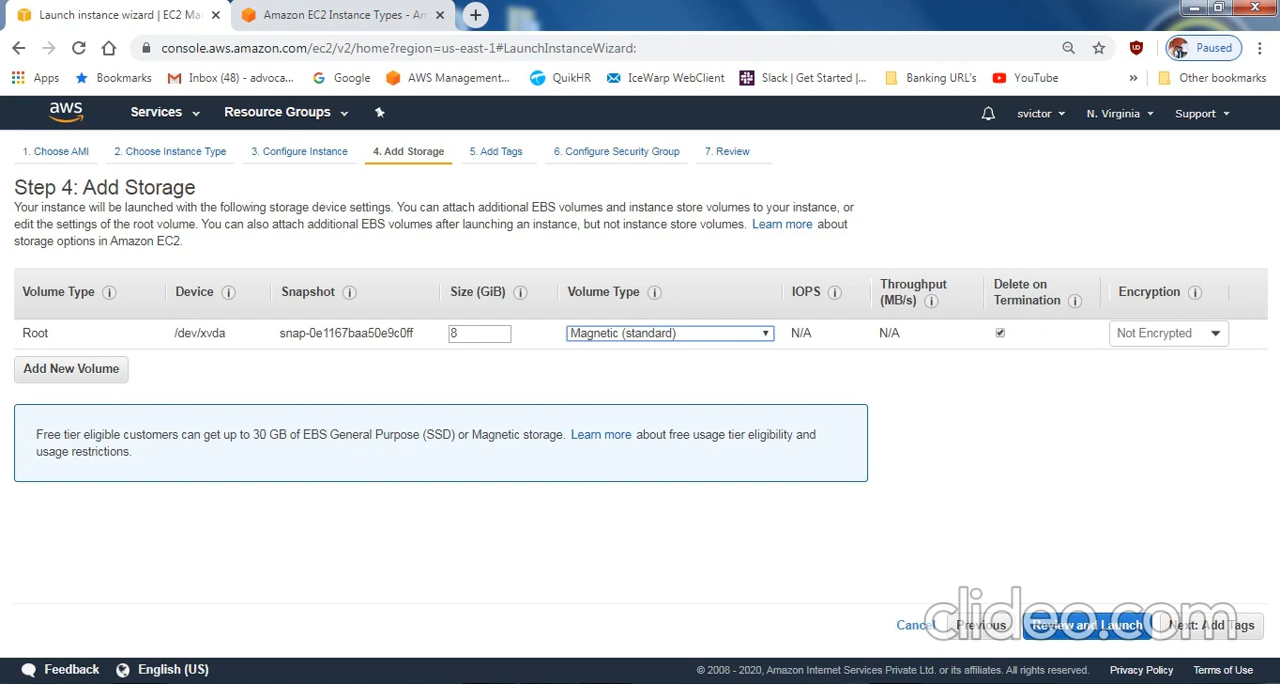 Launch instance wizard | EC2 Ma
Amazon EC2 Instance Types - Am
console.aws.amazon.com/ec2/v2/home?region=us-east-1#LaunchInstanceWizard:
Paused
Apps
Bookmarks
Inbox (48) - advoca...
Google
AWS Management...
QuikHR
IceWarp WebClient
Slack | Get Started |...
Banking URL's
YouTube
»
Other bookmarks
aws
Services
Resource Groups
svictor
N. Virginia
Support
1. Choose AMI
2. Choose Instance Type
3. Configure Instance
4. Add Storage
5. Add Tags
6. Configure Security Group
7. Review
Step 4: Add Storage
Your instance will be launched with the following storage device settings. You can attach additional EBS volumes and instance store volumes to your instance, or
edit the settings of the root volume. You can also attach additional EBS volumes after launching an instance, but not instance store volumes. Learn more about
storage options in Amazon EC2.
Volume Type i
Device i
Snapshot i
Size (GiB) i
Volume Type i
IOPS i
Throughput
(MB/s) i
Delete on
Termination i
Encryption i
Root
/dev/xvda
snap-0e1167baa50e9c0ff
8
Magnetic (standard)
N/A
N/A
Not Encrypted
Add New Volume
Free tier eligible customers can get up to 30 GB of EBS General Purpose (SSD) or Magnetic storage. Learn more about free usage tier eligibility and
usage restrictions.
Cancel
Previous
Review and Launch
Next: Add Tags
clideo.com
Feedback
English (US)
© 2008 - 2020, Amazon Internet Services Private Ltd. or its affiliates. All rights reserved.
Privacy Policy
Terms of Use